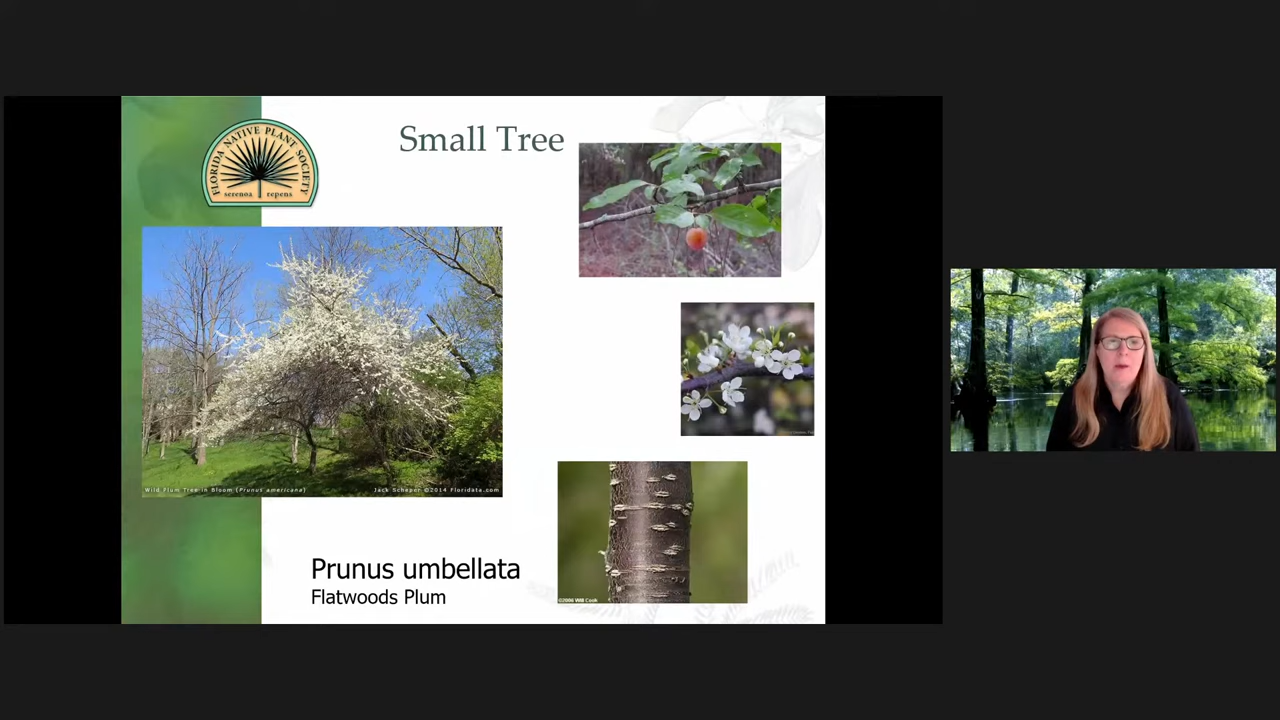 Small Tree
FLORIDA NATIVE PLANT SOCIETY
serenoa repens
Wild Plum Tree in Bloom (Prunus americana)
Jack Scheper ©2014 Floridata.com
©2006 Will Cook
Prunus umbellata
Flatwoods Plum